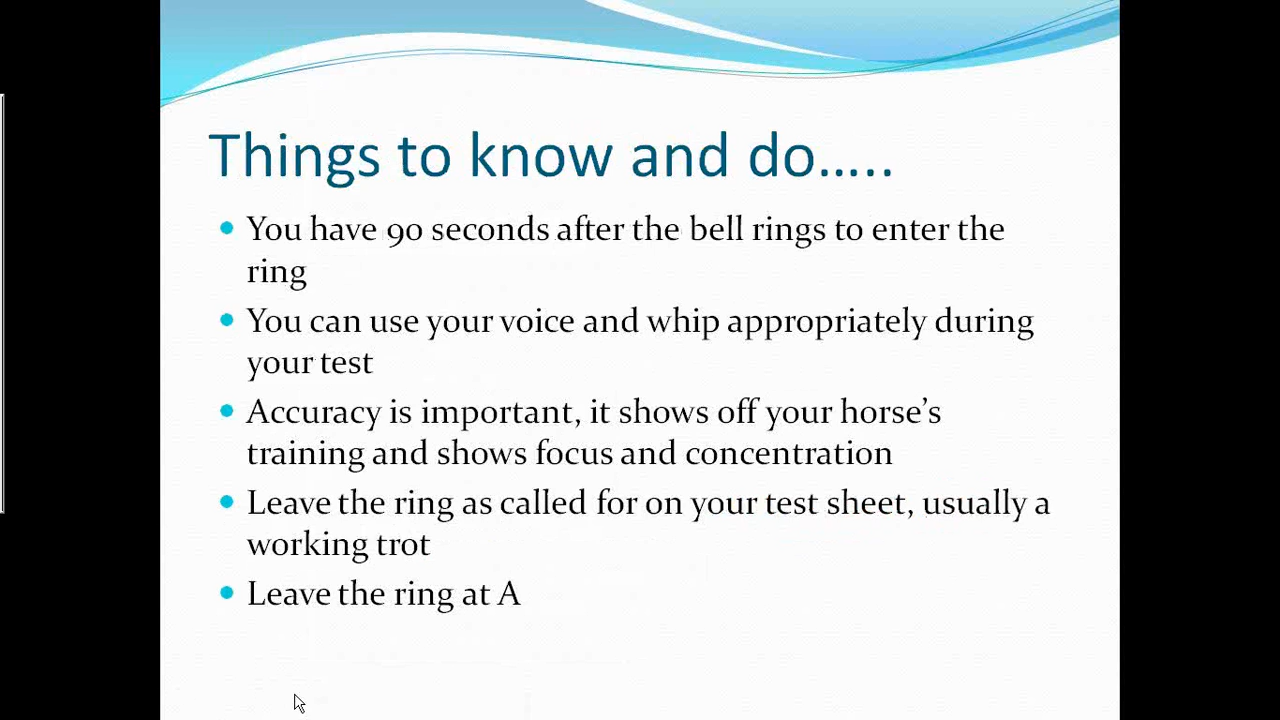 Things to know and do…..
• You have 90 seconds after the bell rings to enter the
ring
• You can use your voice and whip appropriately during
your test
• Accuracy is important, it shows off your horse’s
training and shows focus and concentration
• Leave the ring as called for on your test sheet, usually a
working trot
• Leave the ring at A